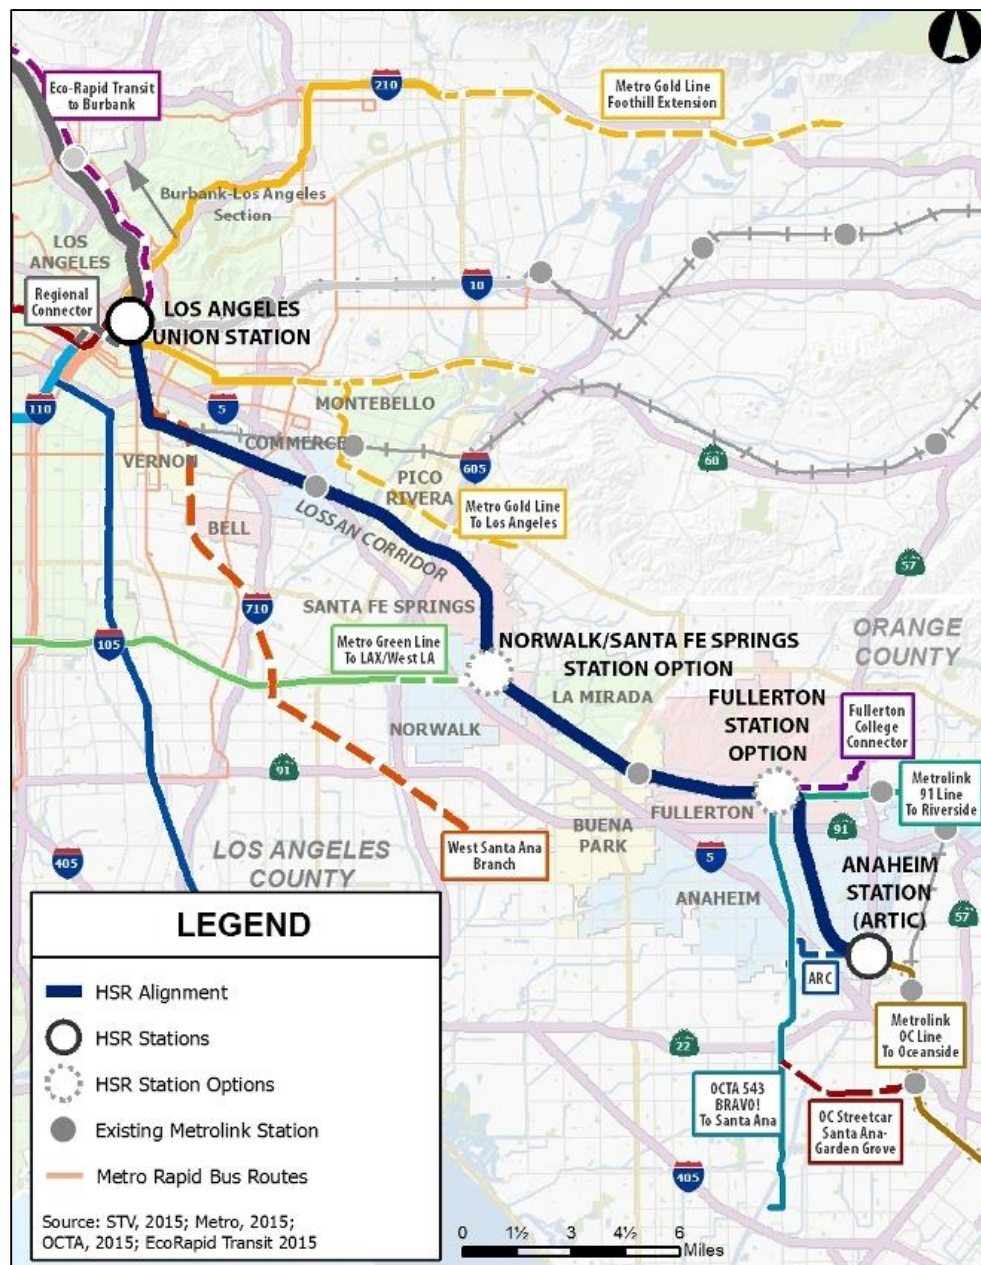 Eco-Rapid Transit
to Burbank
210
Metro Gold Line
Foothill Extension
Burbank-Los Angeles
Section
LOS
ANGELES
Regional
Connector
10
LOS ANGELES
UNION STATION
110
5
MONTEBELLO
COMMERCE
VERNON
60
605
PICO
RIVERA
Metro Gold Line
To Los Angeles
BELL
LOSSAN CORRIDOR
57
710
SANTA FE SPRINGS
105
Metro Green Line
To LAX/West LA
NORWALK/SANTA FE SPRINGS
STATION OPTION
ORANGE
COUNTY
LA MIRADA
NORWALK
FULLERTON
STATION
OPTION
Fullerton
College
Connector
91
Metrolink
91 Line
To Riverside
FULLERTON
91
BUENA
PARK
West Santa Ana
Branch
LOS ANGELES
COUNTY
405
5
ANAHEIM
ANAHEIM
STATION
(ARTIC)
57
ARC
Metrolink
OC Line
To Oceanside
22
OCTA 543
BRAVO!
To Santa Ana
OC Streetcar
Santa Ana-
Garden Grove
405
LEGEND
HSR Alignment
HSR Stations
HSR Station Options
Existing Metrolink Station
Metro Rapid Bus Routes
Source: STV, 2015; Metro, 2015;
OCTA, 2015; EcoRapid Transit 2015
0 1½ 3 4½ 6
Miles